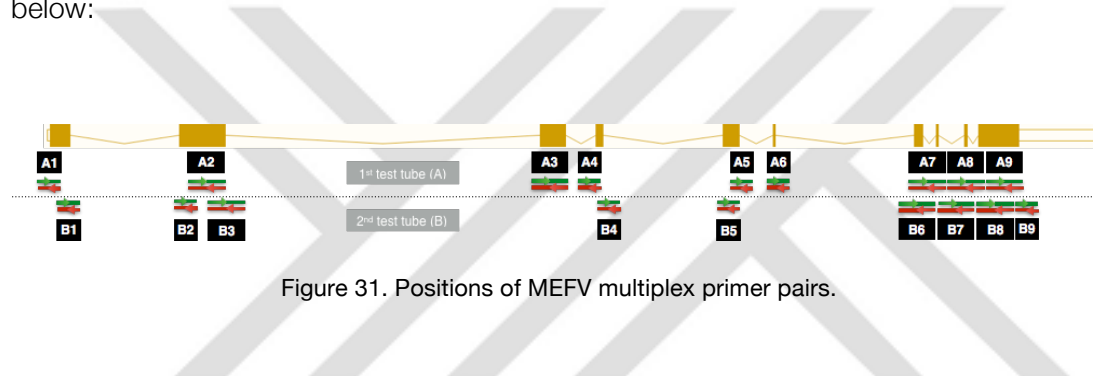 below:
A1 A2 1st test tube (A) A3 A4 A5 A6 A7 A8 A9
B1 B2 B3 2nd test tube (B) B4 B5 B6 B7 B8 B9
Figure 31. Positions of MEFV multiplex primer pairs.